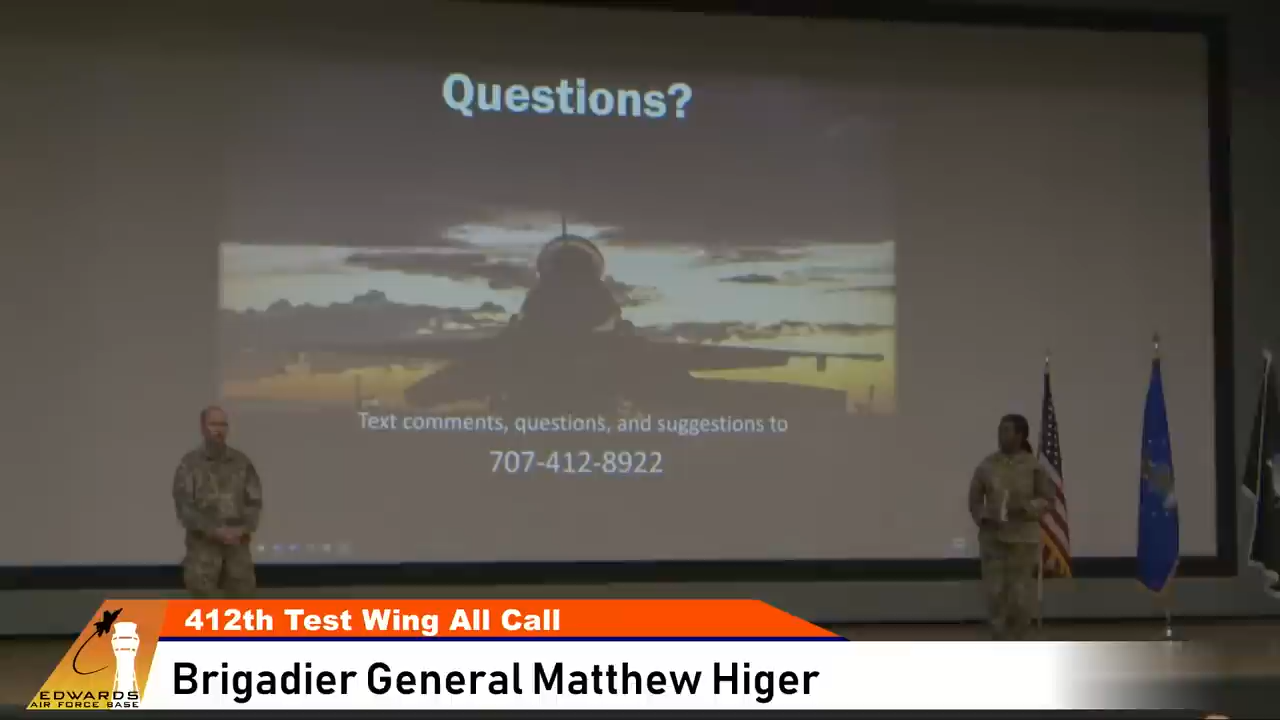 Questions?
Text comments, questions, and suggestions to
707-412-8922
412th Test Wing All Call
Brigadier General Matthew Higer
EDWARDS
AIR FORCE BASE